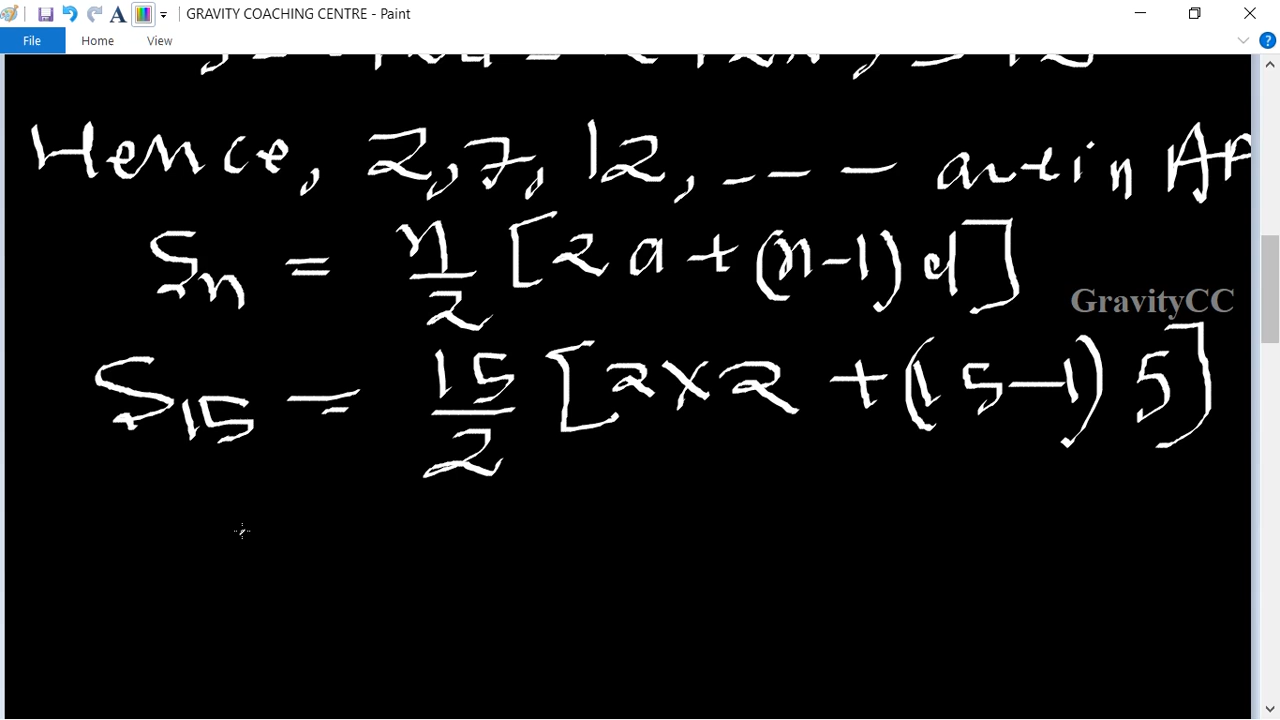 GRAVITY COACHING CENTRE - Paint
File Home View
Hence, 2, 7, 12, --- are in AP
Sn = n/2 [2a + (n-1) d]
GravityCC
S15 = 15/2 [2×2 + (15-1) 5]